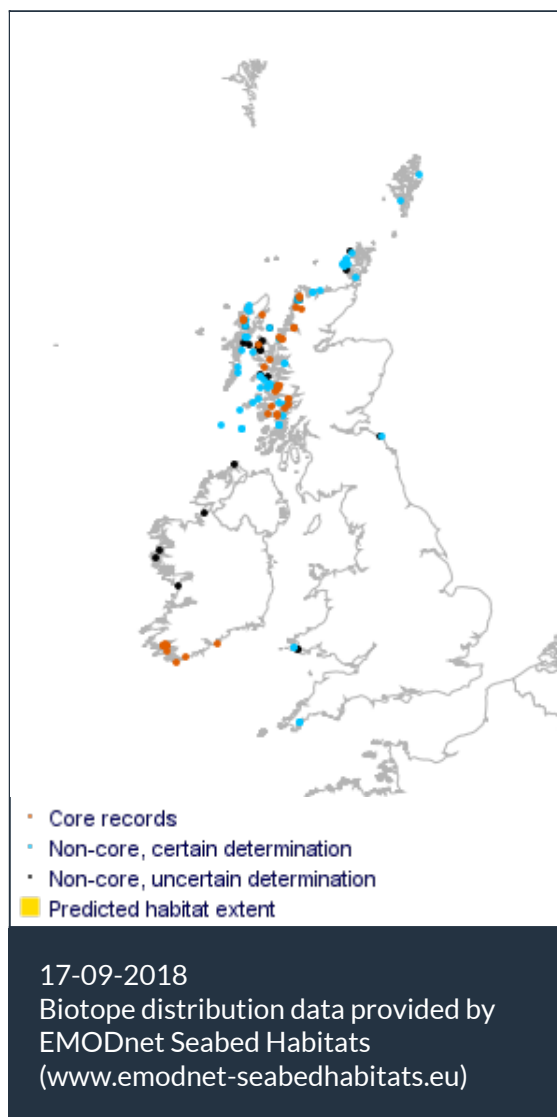 Core records
Non-core, certain determination
Non-core, uncertain determination
Predicted habitat extent
17-09-2018
Biotope distribution data provided by
EMODnet Seabed Habitats
(www.emodnet-seabedhabitats.eu)